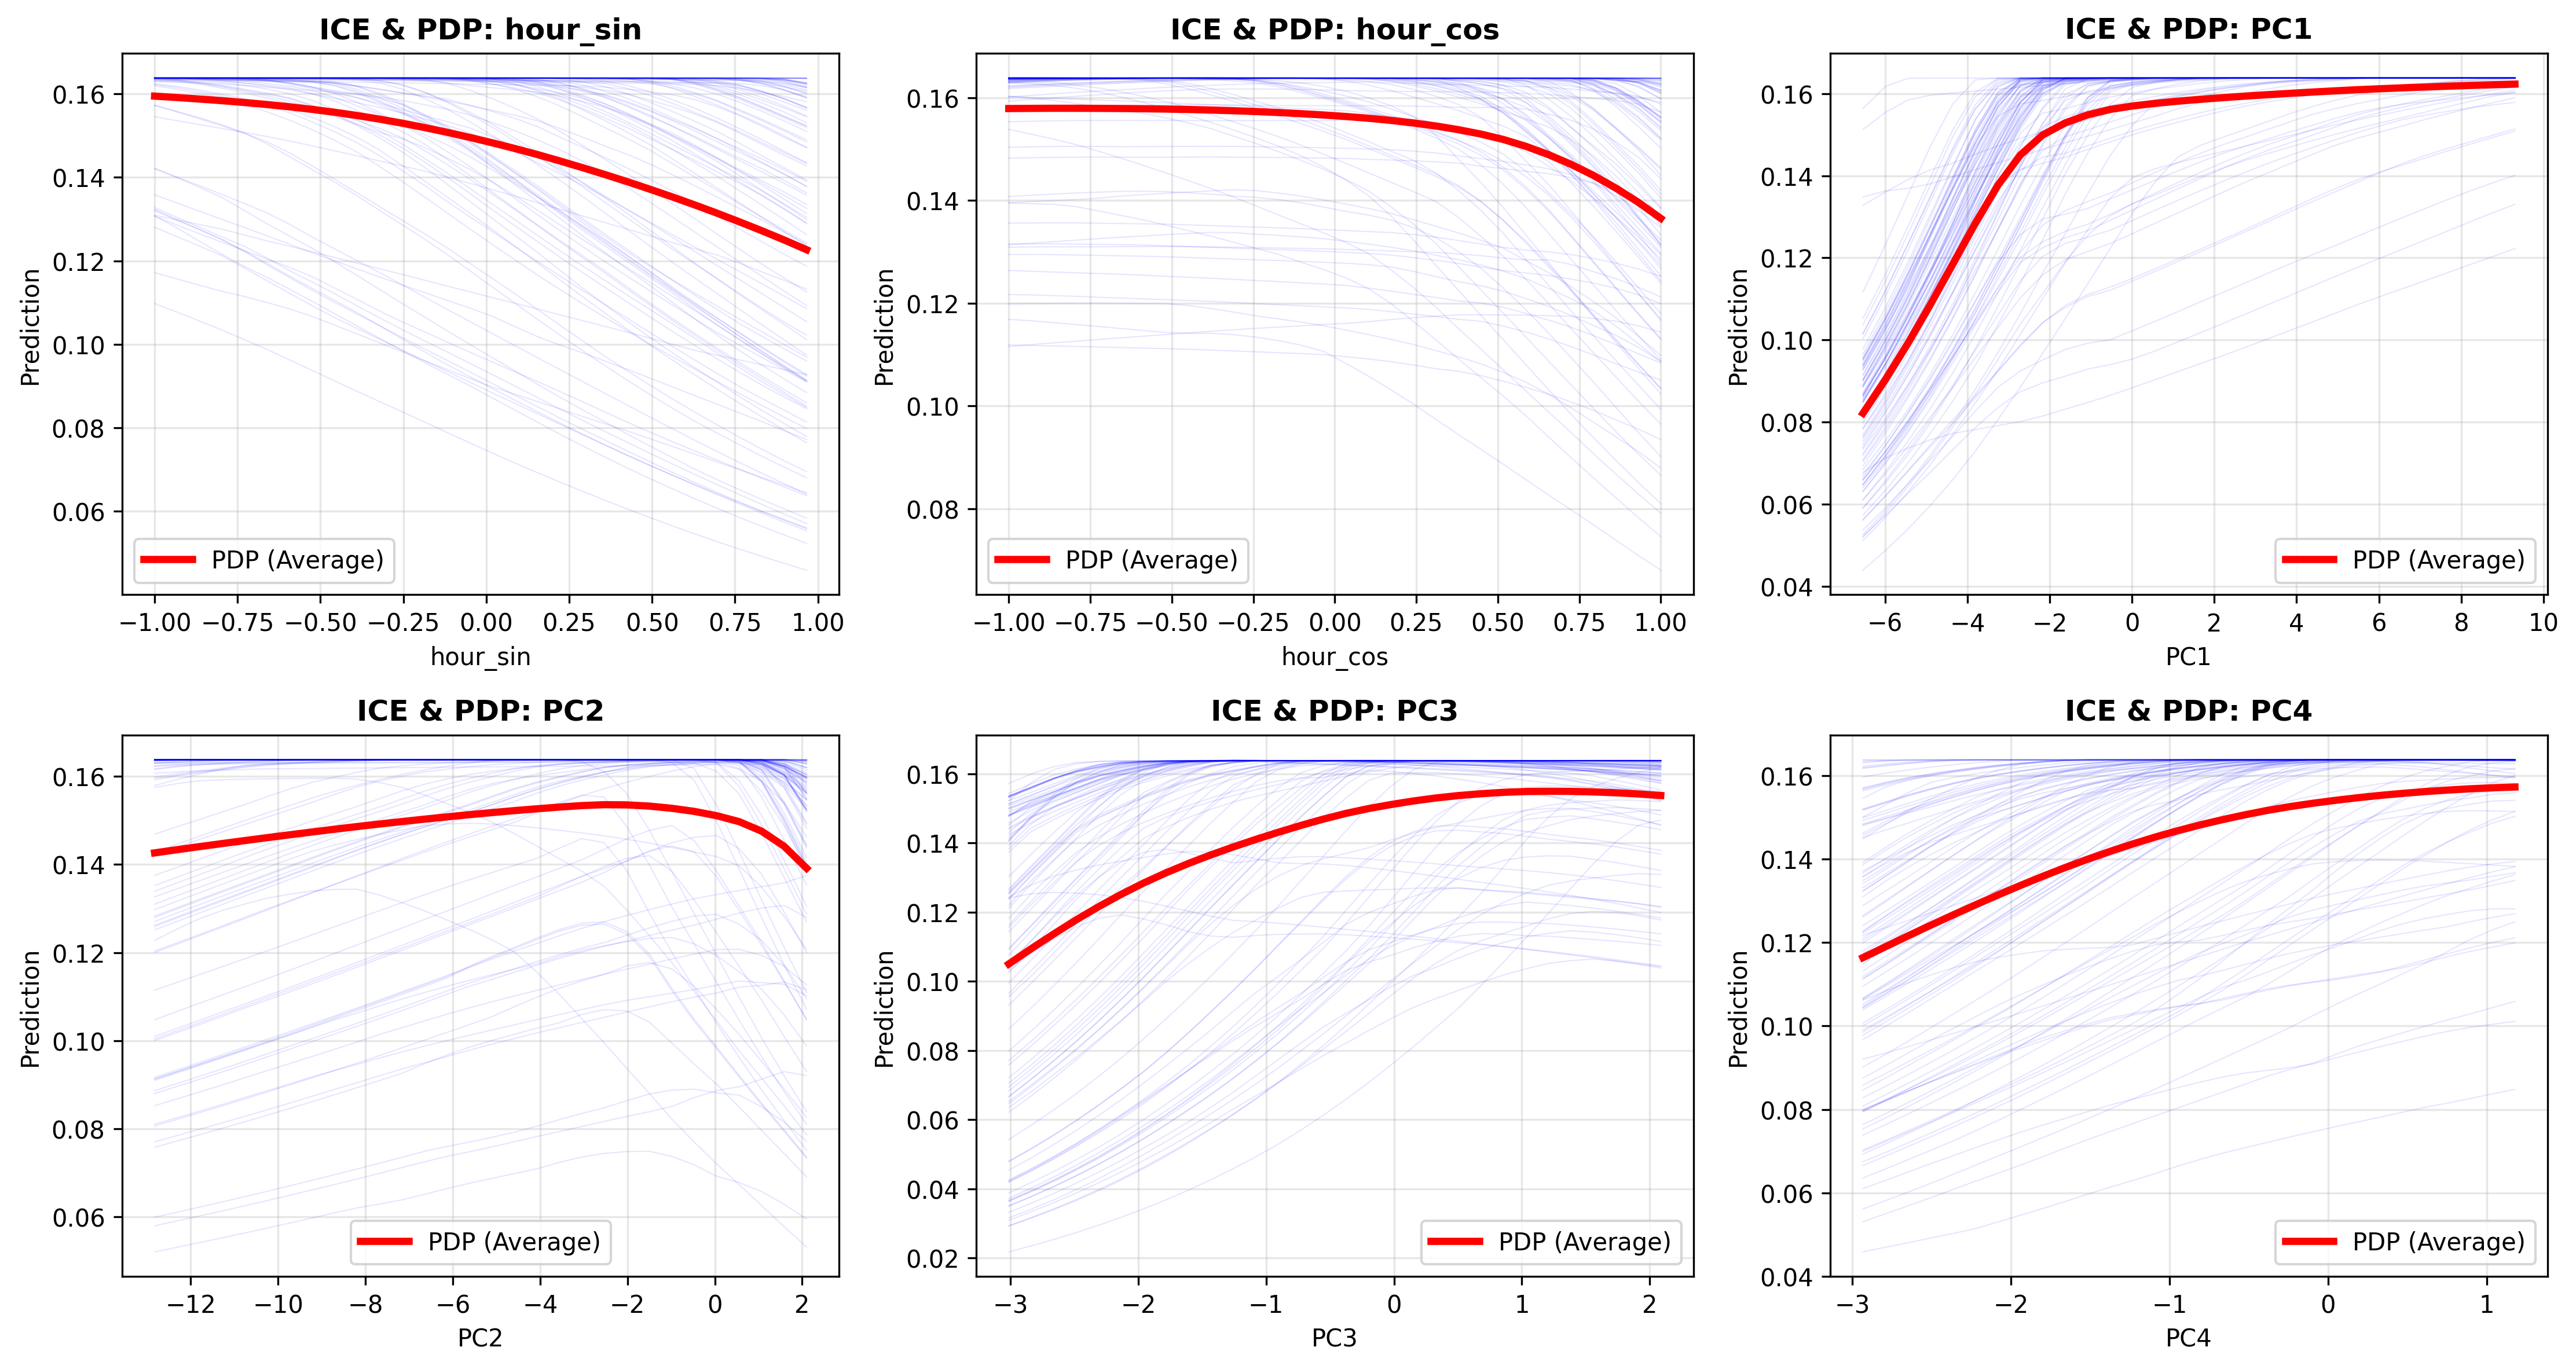 ICE & PDP: hour_sin
Prediction
0.16
0.14
0.12
0.10
0.08
0.06
PDP (Average)
−1.00 −0.75 −0.50 −0.25 0.00 0.25 0.50 0.75 1.00
hour_sin
ICE & PDP: hour_cos
Prediction
0.16
0.14
0.12
0.10
0.08
PDP (Average)
−1.00 −0.75 −0.50 −0.25 0.00 0.25 0.50 0.75 1.00
hour_cos
ICE & PDP: PC1
Prediction
0.16
0.14
0.12
0.10
0.08
0.06
0.04
PDP (Average)
−6 −4 −2 0 2 4 6 8 10
PC1
ICE & PDP: PC2
Prediction
0.16
0.14
0.12
0.10
0.08
0.06
PDP (Average)
−12 −10 −8 −6 −4 −2 0 2
PC2
ICE & PDP: PC3
Prediction
0.16
0.14
0.12
0.10
0.08
0.06
0.04
0.02
PDP (Average)
−3 −2 −1 0 1 2
PC3
ICE & PDP: PC4
Prediction
0.16
0.14
0.12
0.10
0.08
0.06
0.04
PDP (Average)
−3 −2 −1 0 1
PC4